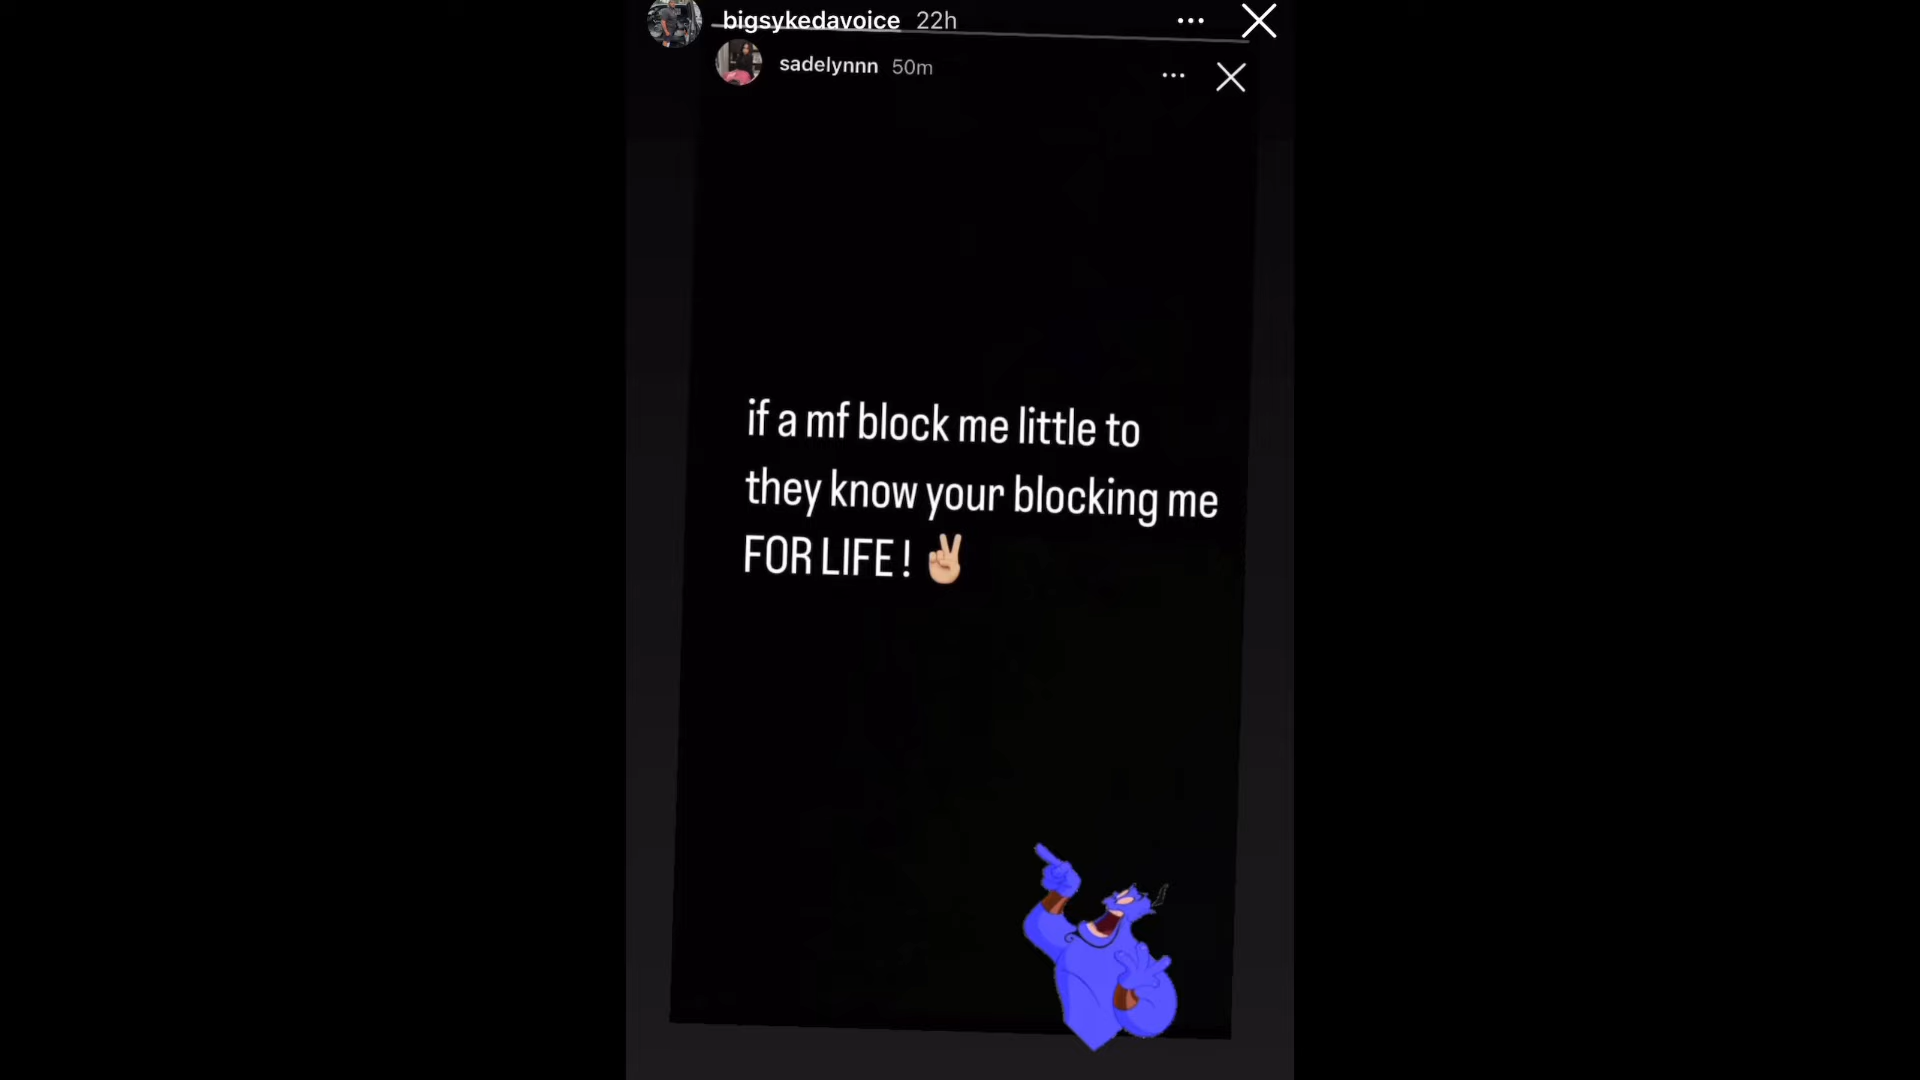 bigsykedavoice 22h
sadelynnn 50m
if a mf block me little to
they know your blocking me
FOR LIFE ! ✌🏼